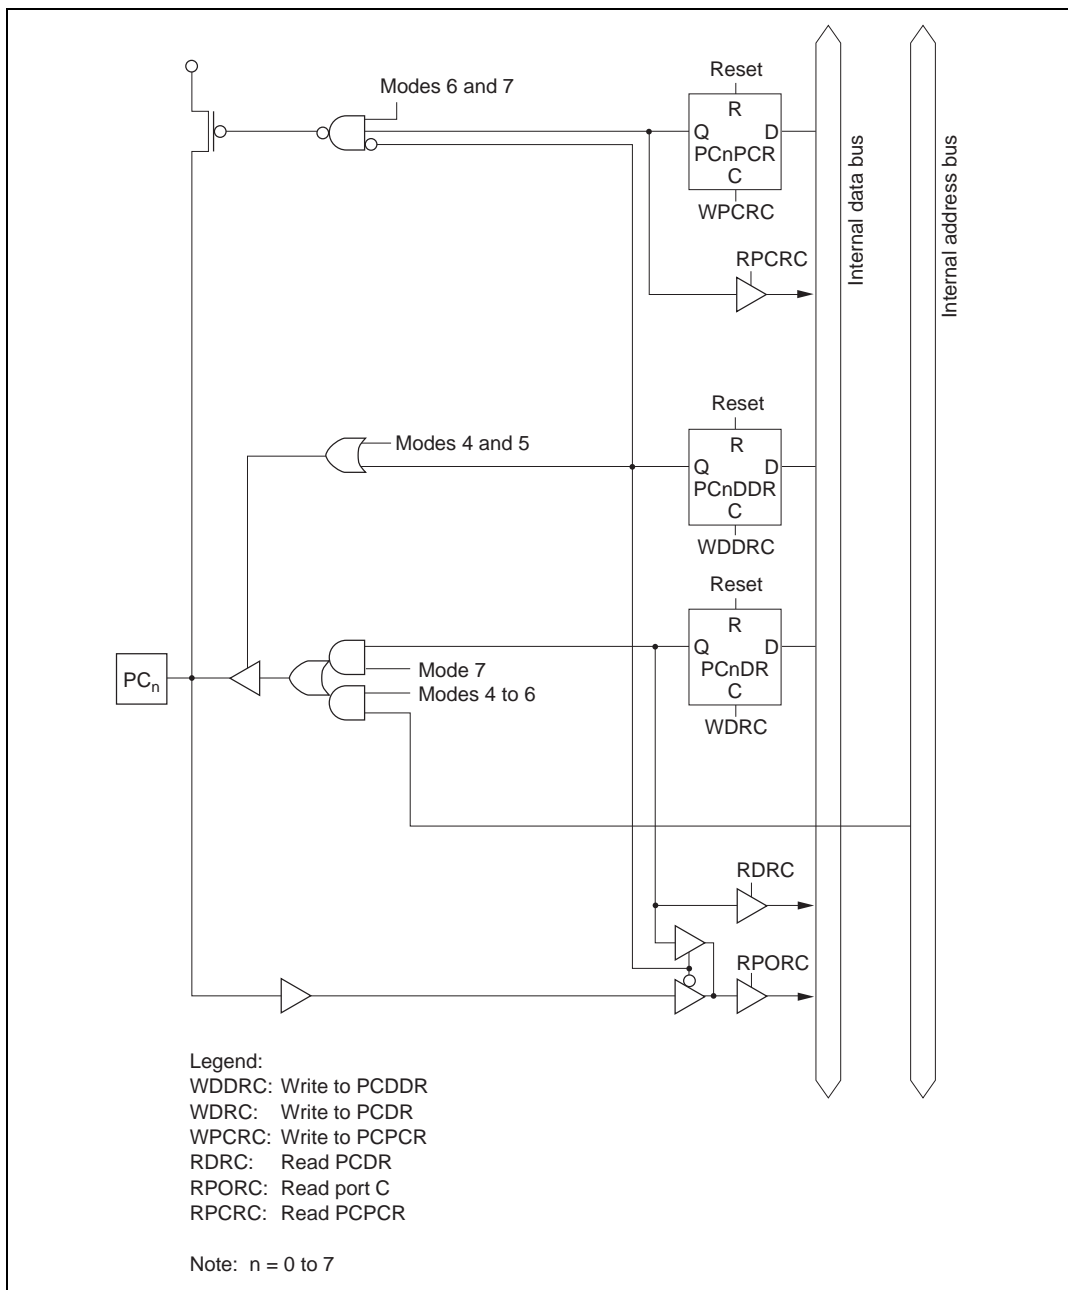 Reset
Modes 6 and 7
R
Q D
PCnPCR
C
WPCRC
Internal data bus
Internal address bus
RPCRC
Reset
Modes 4 and 5
R
Q D
PCnDDR
C
WDDRC
Reset
R
Q D
PCnDR
C
WDRC
Mode 7
Modes 4 to 6
PCn
RDRC
RPORC
Legend:
WDDRC: Write to PCDDR
WDRC: Write to PCDR
WPCRC: Write to PCPCR
RDRC: Read PCDR
RPORC: Read port C
RPCRC: Read PCPCR
Note: n = 0 to 7